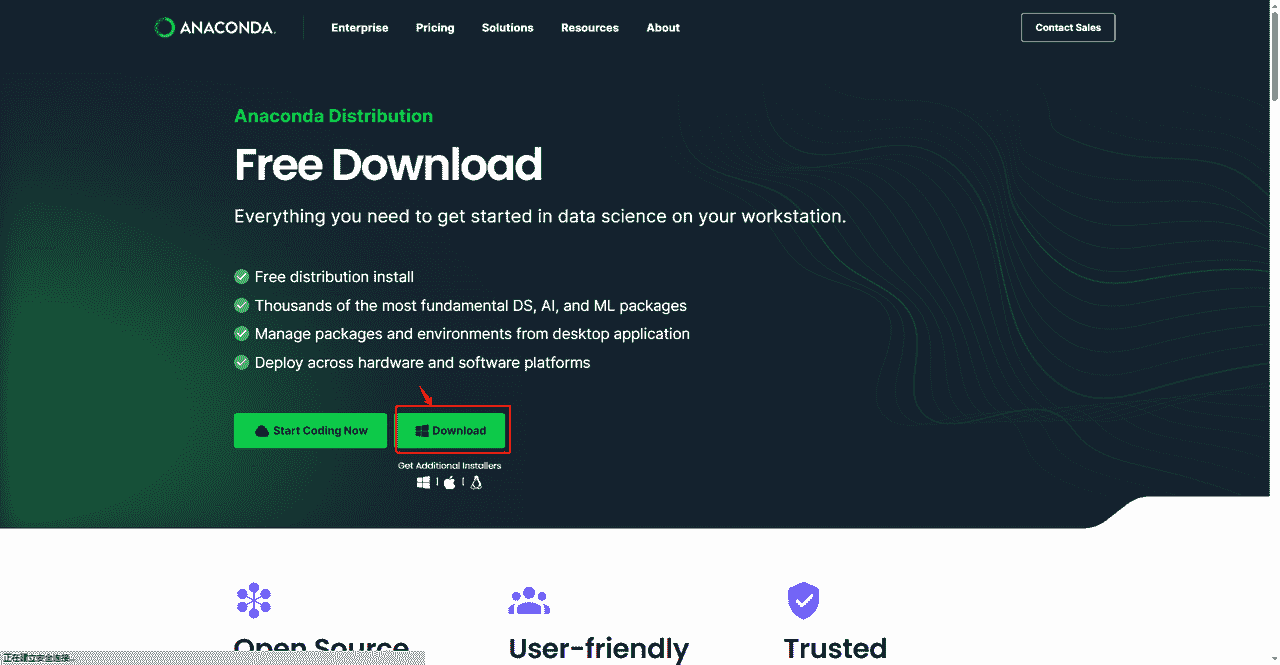 ANACONDA.
Enterprise
Pricing
Solutions
Resources
About
Contact Sales
Anaconda Distribution
Free Download
Everything you need to get started in data science on your workstation.
Free distribution install
Thousands of the most fundamental DS, AI, and ML packages
Manage packages and environments from desktop application
Deploy across hardware and software platforms
Start Coding Now
Download
Get Additional Installers
Open Source
User-friendly
Trusted